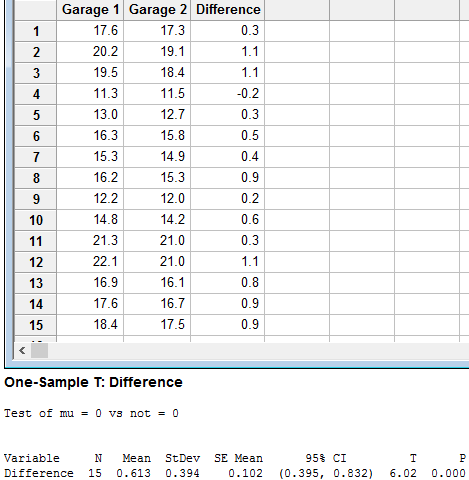 Garage 1 Garage 2 Difference
1 17.6 17.3 0.3
2 20.2 19.1 1.1
3 19.5 18.4 1.1
4 11.3 11.5 -0.2
5 13.0 12.7 0.3
6 16.3 15.8 0.5
7 15.3 14.9 0.4
8 16.2 15.3 0.9
9 12.2 12.0 0.2
10 14.8 14.2 0.6
11 21.3 21.0 0.3
12 22.1 21.0 1.1
13 16.9 16.1 0.8
14 17.6 16.7 0.9
15 18.4 17.5 0.9
One-Sample T: Difference
Test of mu = 0 vs not = 0
Variable N Mean StDev SE Mean 95% CI T P
Difference 15 0.613 0.394 0.102 (0.395, 0.832) 6.02 0.000